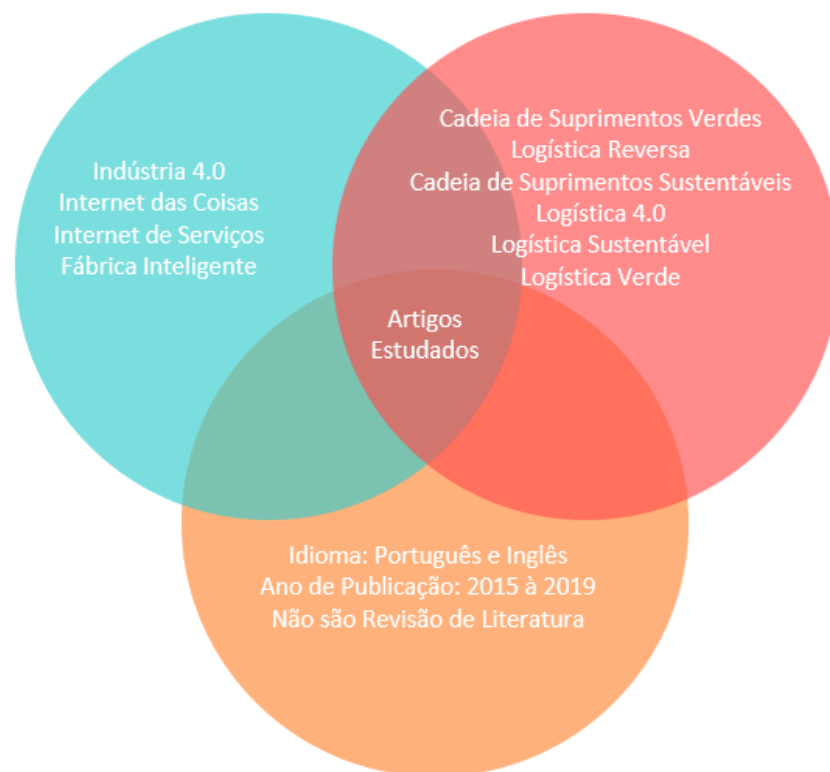 Indústria 4.0
Internet das Coisas
Internet de Serviços
Fábrica Inteligente
Cadeia de Suprimentos Verdes
Logística Reversa
Cadeia de Suprimentos Sustentáveis
Logística 4.0
Logística Sustentável
Logística Verde
Artigos
Estudados
Idioma: Português e Inglês
Ano de Publicação: 2015 à 2019
Não são Revisão de Literatura